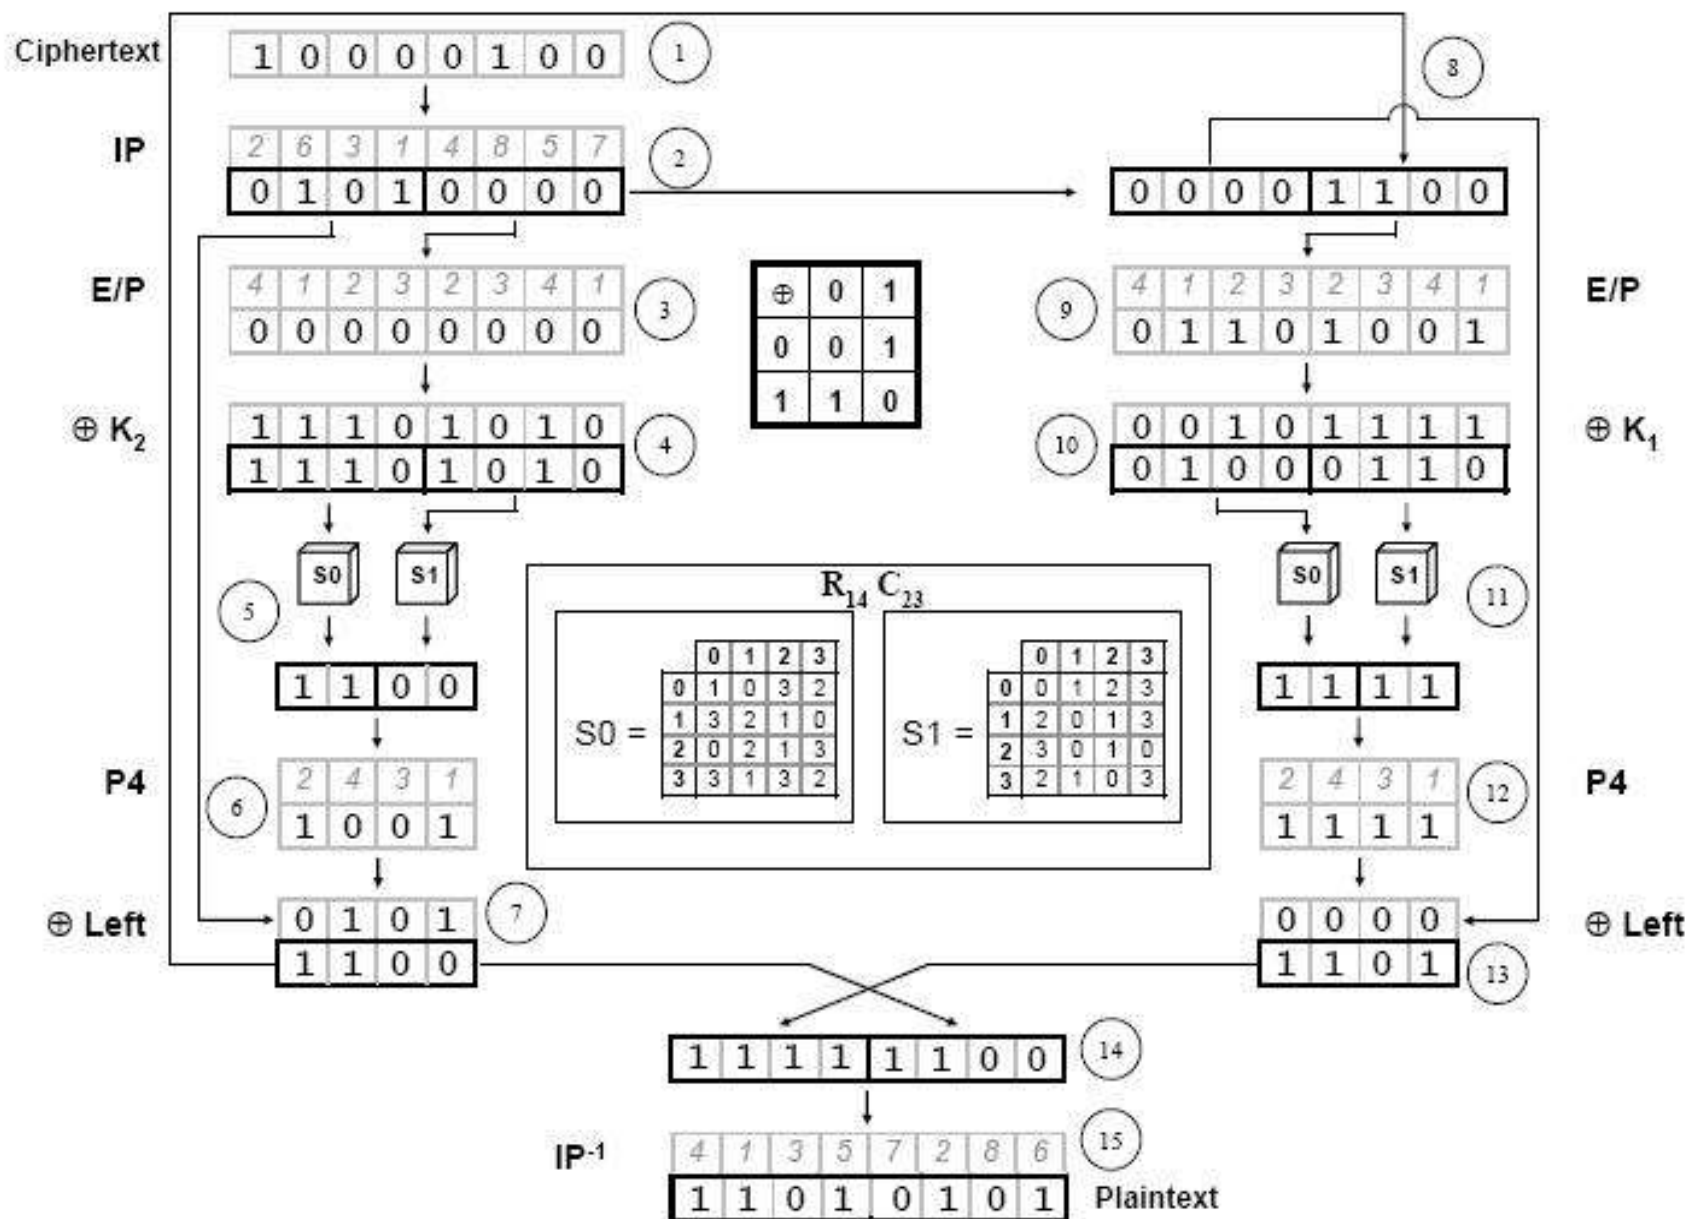 Ciphertext 1 0 0 0 0 1 0 0 1
8
IP 2 6 3 1 4 8 5 7 2
0 1 0 1 0 0 0 0 0 0 0 0 1 1 0 0
E/P 4 1 2 3 2 3 4 1 3
0 0 0 0 0 0 0 0
⊕ 0 1
0 0 1
1 1 0
9 4 1 2 3 2 3 4 1 E/P
0 1 1 0 1 0 0 1
⊕ K2 1 1 1 0 1 0 1 0 4
1 1 1 0 1 0 1 0
10 0 0 1 0 1 1 1 1 ⊕ K1
0 1 0 0 0 1 1 0
5 S0 S1
1 1 0 0
R14 C23
S0 =
0 1 2 3
0 1 0 3 2
1 3 2 1 0
2 0 2 1 3
3 3 1 3 2
S1 =
0 1 2 3
0 0 1 2 3
1 2 0 1 3
2 3 0 1 0
3 2 1 0 3
S0 S1 11
1 1 1 1
P4 6 2 4 3 1
1 0 0 1
2 4 3 1 12 P4
1 1 1 1
⊕ Left 0 1 0 1 7
1 1 0 0
0 0 0 0 ⊕ Left
1 1 0 1 13
1 1 1 1 1 1 0 0 14
IP-1 4 1 3 5 7 2 8 6 15
1 1 0 1 0 1 0 1 Plaintext